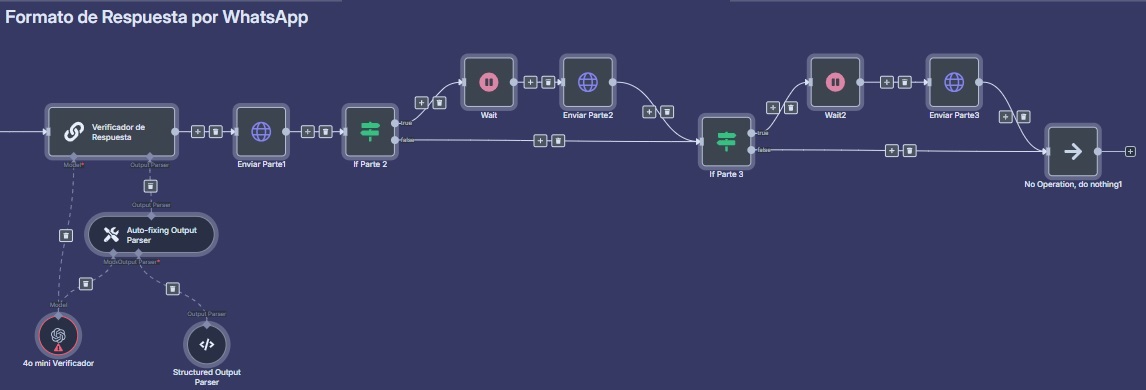 Formato de Respuesta por WhatsApp
Wait
Enviar Parte2
Wait2
Enviar Parte3
Verificador de
Respuesta
Enviar Parte1
If Parte 2
true
false
If Parte 3
true
false
No Operation, do nothing1
Model*
Output Parser
Output Parser
Auto-fixing Output
Parser
Output Parser*
Model
Output Parser
4o mini Verificador
Structured Output
Parser